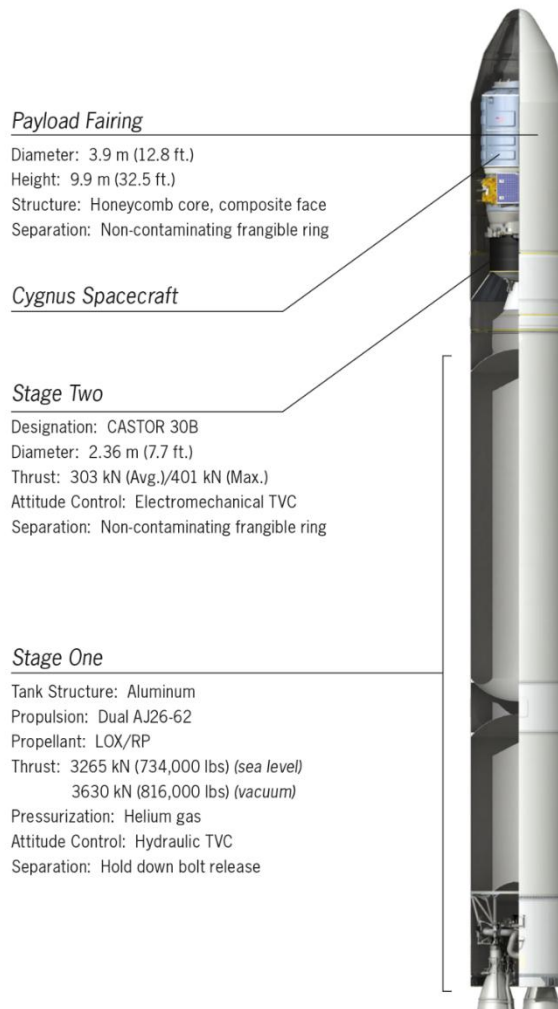 Payload Fairing
Diameter: 3.9 m (12.8 ft.)
Height: 9.9 m (32.5 ft.)
Structure: Honeycomb core, composite face
Separation: Non-contaminating frangible ring
Cygnus Spacecraft
Stage Two
Designation: CASTOR 30B
Diameter: 2.36 m (7.7 ft.)
Thrust: 303 kN (Avg.)/401 kN (Max.)
Attitude Control: Electromechanical TVC
Separation: Non-contaminating frangible ring
Stage One
Tank Structure: Aluminum
Propulsion: Dual AJ26-62
Propellant: LOX/RP
Thrust: 3265 kN (734,000 lbs) (sea level)
3630 kN (816,000 lbs) (vacuum)
Pressurization: Helium gas
Attitude Control: Hydraulic TVC
Separation: Hold down bolt release